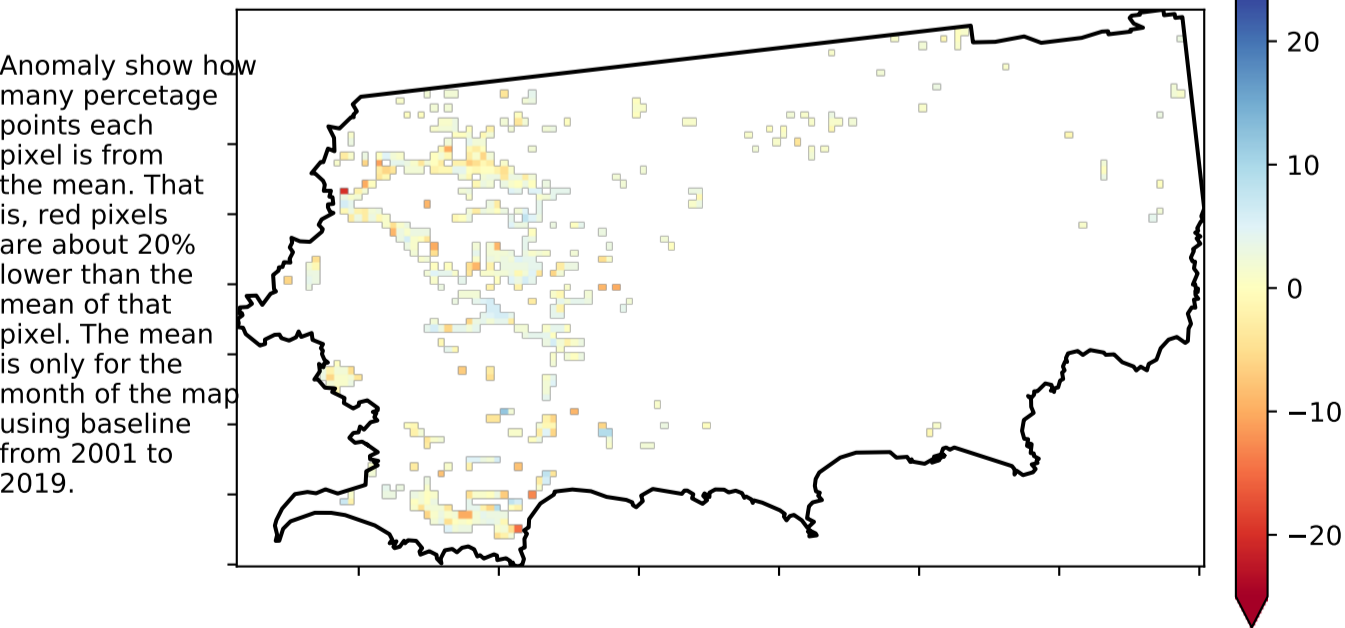 Anomaly show how
many percetage
points each
pixel is from
the mean. That
is, red pixels
are about 20%
lower than the
mean of that
pixel. The mean
is only for the
month of the map
using baseline
from 2001 to
2019.
20
10
0
−10
−20